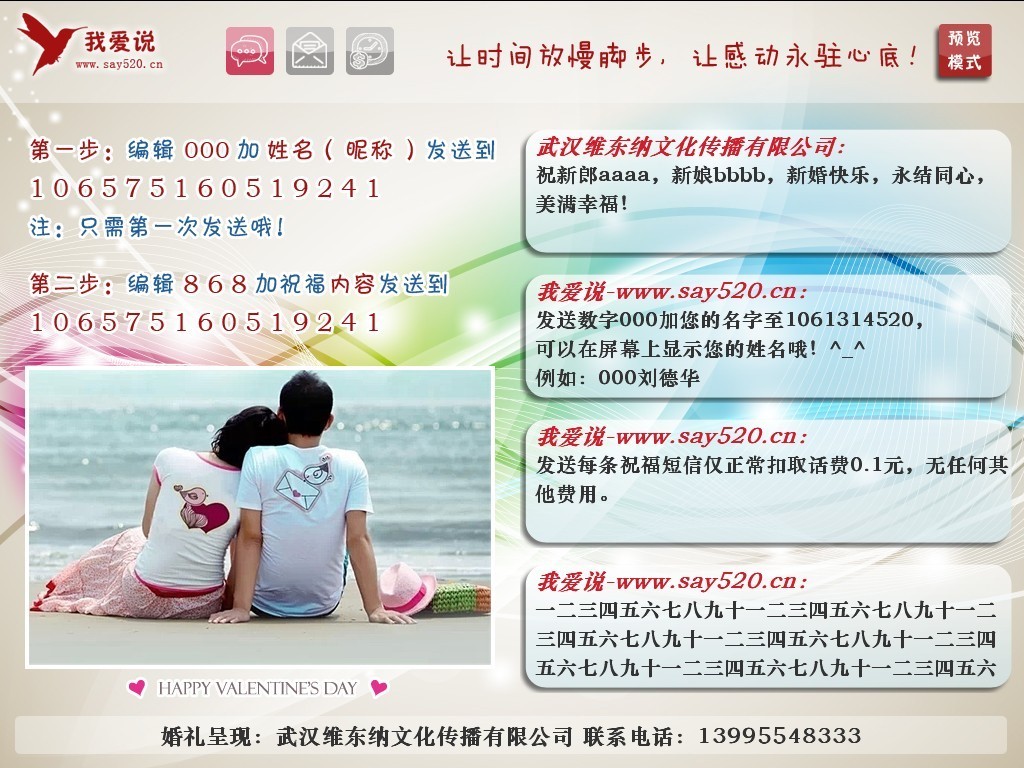 我爱说
www.say520.cn
让时间放慢脚步，让感动永驻心底！
预览
模式
第一步：编辑 000 加 姓名（ 昵称 ）发送到
106575160519241
注：只需第一次发送哦！
第二步：编辑 868 加祝福内容发送到
106575160519241
HAPPY VALENTINE'S DAY
武汉维东纳文化传播有限公司：
祝新郎aaaa，新娘bbbb，新婚快乐，永结同心，
美满幸福！
我爱说-www.say520.cn：
发送数字000加您的名字至1061314520，
可以在屏幕上显示您的姓名哦！^_^
例如：000刘德华
我爱说-www.say520.cn：
发送每条祝福短信仅正常扣取活费0.1元，无任何其
他费用。
我爱说-www.say520.cn：
一二三四五六七八九十一二三四五六七八九十一二
三四五六七八九十一二三四五六七八九十一二三四
五六七八九十一二三四五六七八九十一二三四五六
婚礼呈现：武汉维东纳文化传播有限公司 联系电话：13995548333